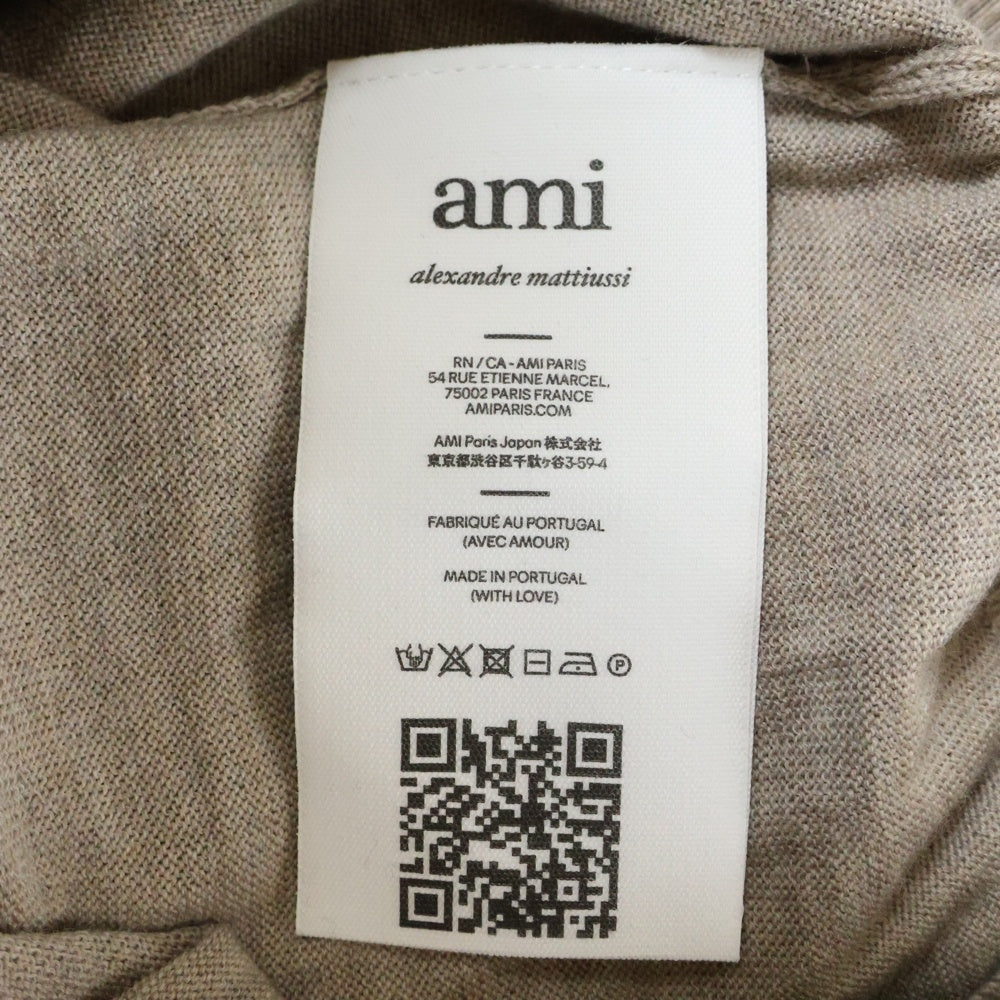 ami
alexandre mattiussi
RN / CA - AMI PARIS
54 RUE ETIENNE MARCEL,
75002 PARIS FRANCE
AMIPARIS.COM
AMI Paris Japan 株式会社
東京都渋谷区千駄ヶ谷3-59-4
FABRIQUÉ AU PORTUGAL
(AVEC AMOUR)
MADE IN PORTUGAL
(WITH LOVE)
P